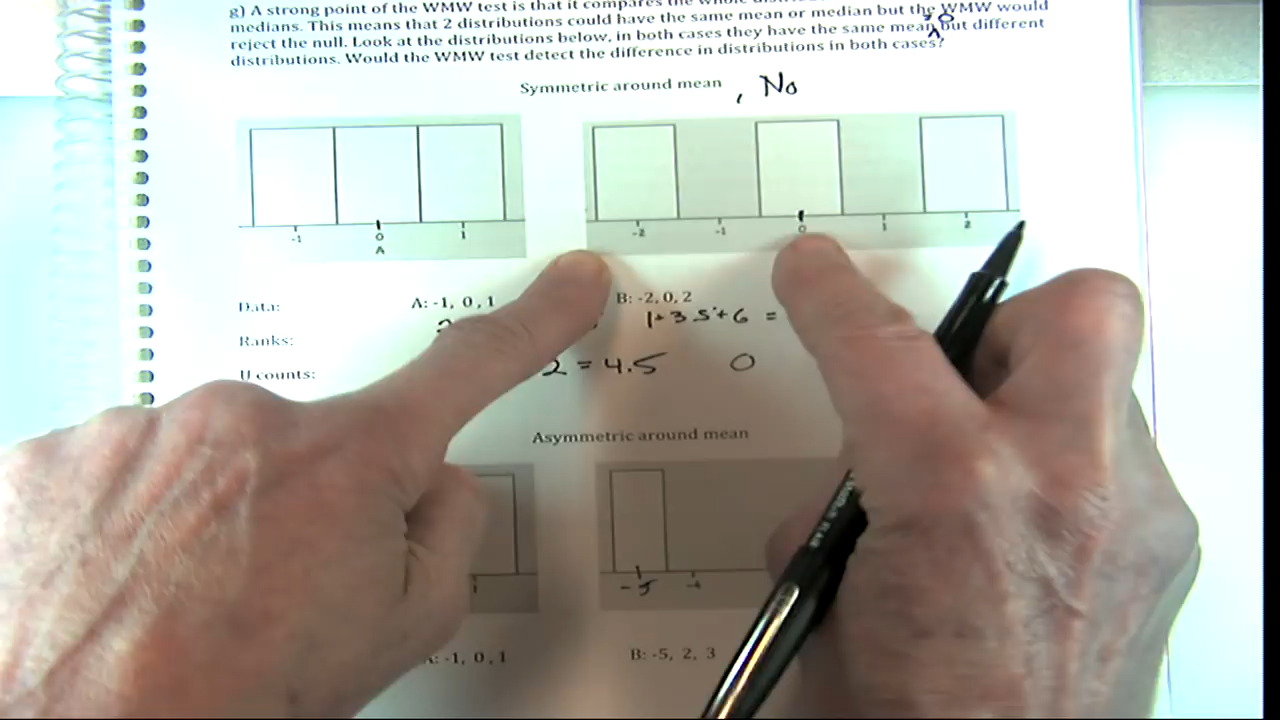 g) A strong point of the WMW test is that it compares the whole
medians. This means that 2 distributions could have the same mean or median but the WMW would
reject the null. Look at the distributions below, in both cases they have the same mean but different
distributions. Would the WMW test detect the difference in distributions in both cases?
Symmetric around mean , No
-1 0 1
A
-2 -1 0 1 2
Data: A: -1, 0, 1 B: -2, 0, 2
Ranks: 2 1+3.5+6 =
U counts: 2 = 4.5 0
Asymmetric around mean
1 -5 -4
A: -1, 0, 1 B: -5, 2, 3